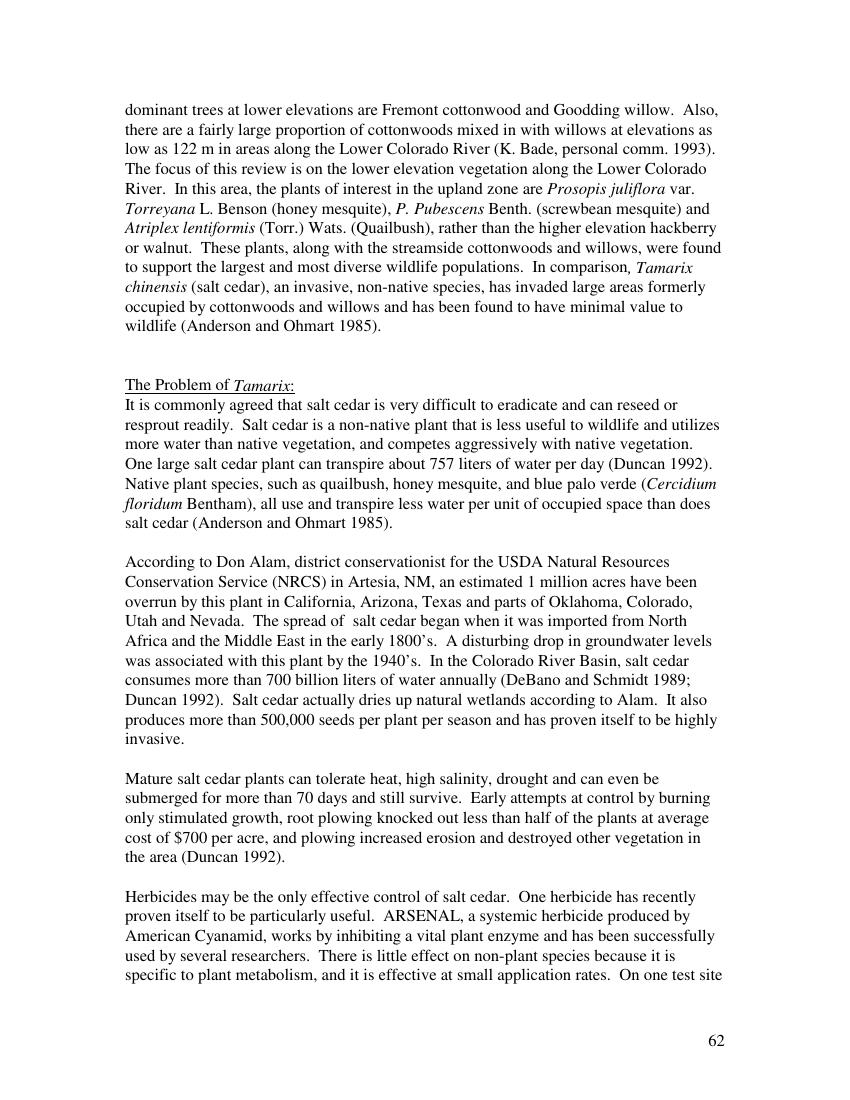 dominant trees at lower elevations are Fremont cottonwood and Goodding willow.  Also,
there are a fairly large proportion of cottonwoods mixed in with willows at elevations as
low as 122 m in areas along the Lower Colorado River (K. Bade, personal comm. 1993).
The focus of this review is on the lower elevation vegetation along the Lower Colorado
River.  In this area, the plants of interest in the upland zone are Prosopis juliflora var.
Torreyana L. Benson (honey mesquite), P. Pubescens Benth. (screwbean mesquite) and
Atriplex lentiformis (Torr.) Wats. (Quailbush), rather than the higher elevation hackberry
or walnut.  These plants, along with the streamside cottonwoods and willows, were found
to support the largest and most diverse wildlife populations.  In comparison, Tamarix
chinensis (salt cedar), an invasive, non-native species, has invaded large areas formerly
occupied by cottonwoods and willows and has been found to have minimal value to
wildlife (Anderson and Ohmart 1985).

The Problem of Tamarix:
It is commonly agreed that salt cedar is very difficult to eradicate and can reseed or
resprout readily.  Salt cedar is a non-native plant that is less useful to wildlife and utilizes
more water than native vegetation, and competes aggressively with native vegetation.
One large salt cedar plant can transpire about 757 liters of water per day (Duncan 1992).
Native plant species, such as quailbush, honey mesquite, and blue palo verde (Cercidium
floridum Bentham), all use and transpire less water per unit of occupied space than does
salt cedar (Anderson and Ohmart 1985).

According to Don Alam, district conservationist for the USDA Natural Resources
Conservation Service (NRCS) in Artesia, NM, an estimated 1 million acres have been
overrun by this plant in California, Arizona, Texas and parts of Oklahoma, Colorado,
Utah and Nevada.  The spread of  salt cedar began when it was imported from North
Africa and the Middle East in the early 1800's.  A disturbing drop in groundwater levels
was associated with this plant by the 1940's.  In the Colorado River Basin, salt cedar
consumes more than 700 billion liters of water annually (DeBano and Schmidt 1989;
Duncan 1992).  Salt cedar actually dries up natural wetlands according to Alam.  It also
produces more than 500,000 seeds per plant per season and has proven itself to be highly
invasive.

Mature salt cedar plants can tolerate heat, high salinity, drought and can even be
submerged for more than 70 days and still survive.  Early attempts at control by burning
only stimulated growth, root plowing knocked out less than half of the plants at average
cost of $700 per acre, and plowing increased erosion and destroyed other vegetation in
the area (Duncan 1992).

Herbicides may be the only effective control of salt cedar.  One herbicide has recently
proven itself to be particularly useful.  ARSENAL, a systemic herbicide produced by
American Cyanamid, works by inhibiting a vital plant enzyme and has been successfully
used by several researchers.  There is little effect on non-plant species because it is
specific to plant metabolism, and it is effective at small application rates.  On one test site

62